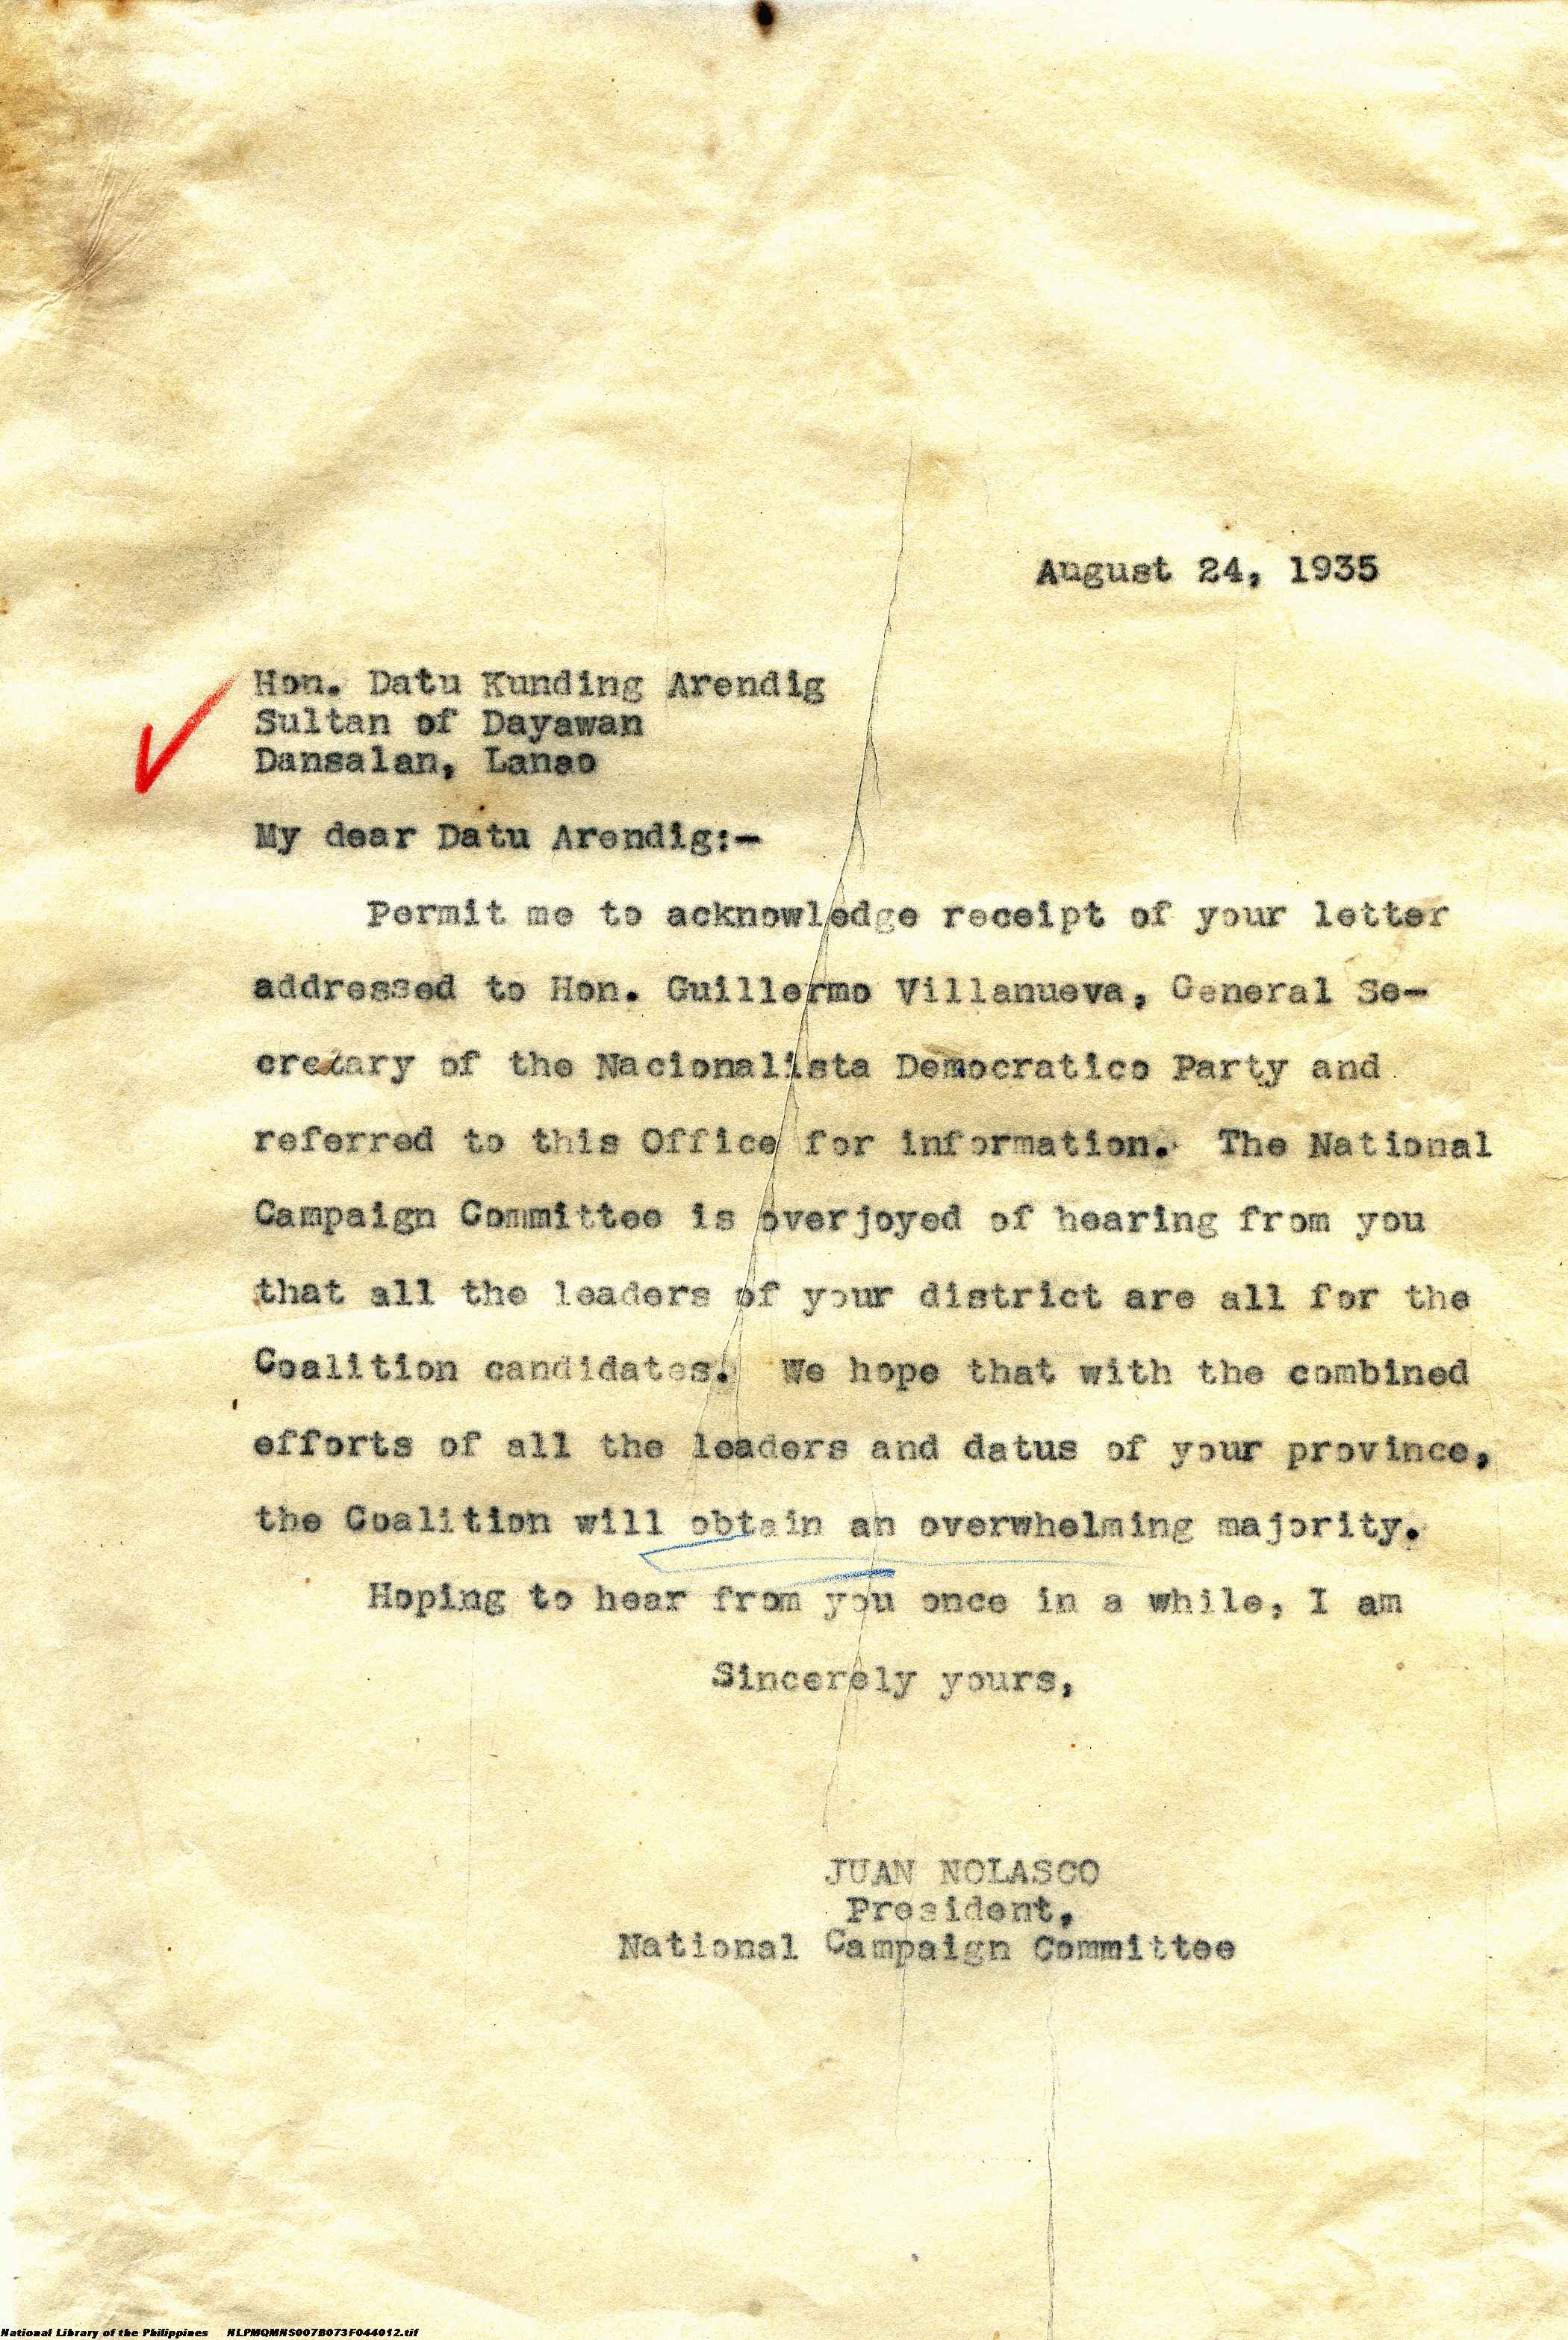 August 24, 1935
Hon. Datu Kunding Arendig
Sultan of Dayawan
Dansalan, Lanao
My dear Datu Arendig:-
Permit me to acknowledge receipt of your letter
addressed to Hon. Guillermo Villanueva, General Se-
cretary of the Nacionalista Democratico Party and
referred to this Office for information. The National
Campaign Committee is overjoyed of hearing from you
that all the leaders of your district are all for the
Coalition candidates. We hope that with the combined
efforts of all the leaders and datus of your province,
the Coalition will obtain an overwhelming majority.
Hoping to hear from you once in a while, I am
Sincerely yours,
JUAN NOLASCO
President,
National Campaign Committee
National Library of the Philippines NLPMQMNS007B073F044012.tif